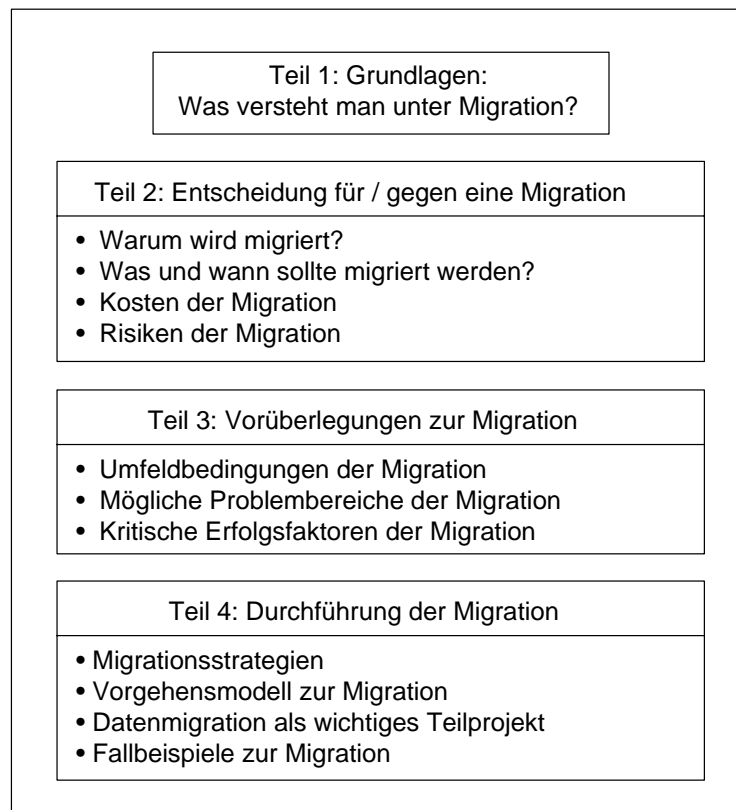 Teil 1: Grundlagen:
Was versteht man unter Migration?
Teil 2: Entscheidung für / gegen eine Migration
• Warum wird migriert?
• Was und wann sollte migriert werden?
• Kosten der Migration
• Risiken der Migration
Teil 3: Vorüberlegungen zur Migration
• Umfeldbedingungen der Migration
• Mögliche Problembereiche der Migration
• Kritische Erfolgsfaktoren der Migration
Teil 4: Durchführung der Migration
• Migrationsstrategien
• Vorgehensmodell zur Migration
• Datenmigration als wichtiges Teilprojekt
• Fallbeispiele zur Migration